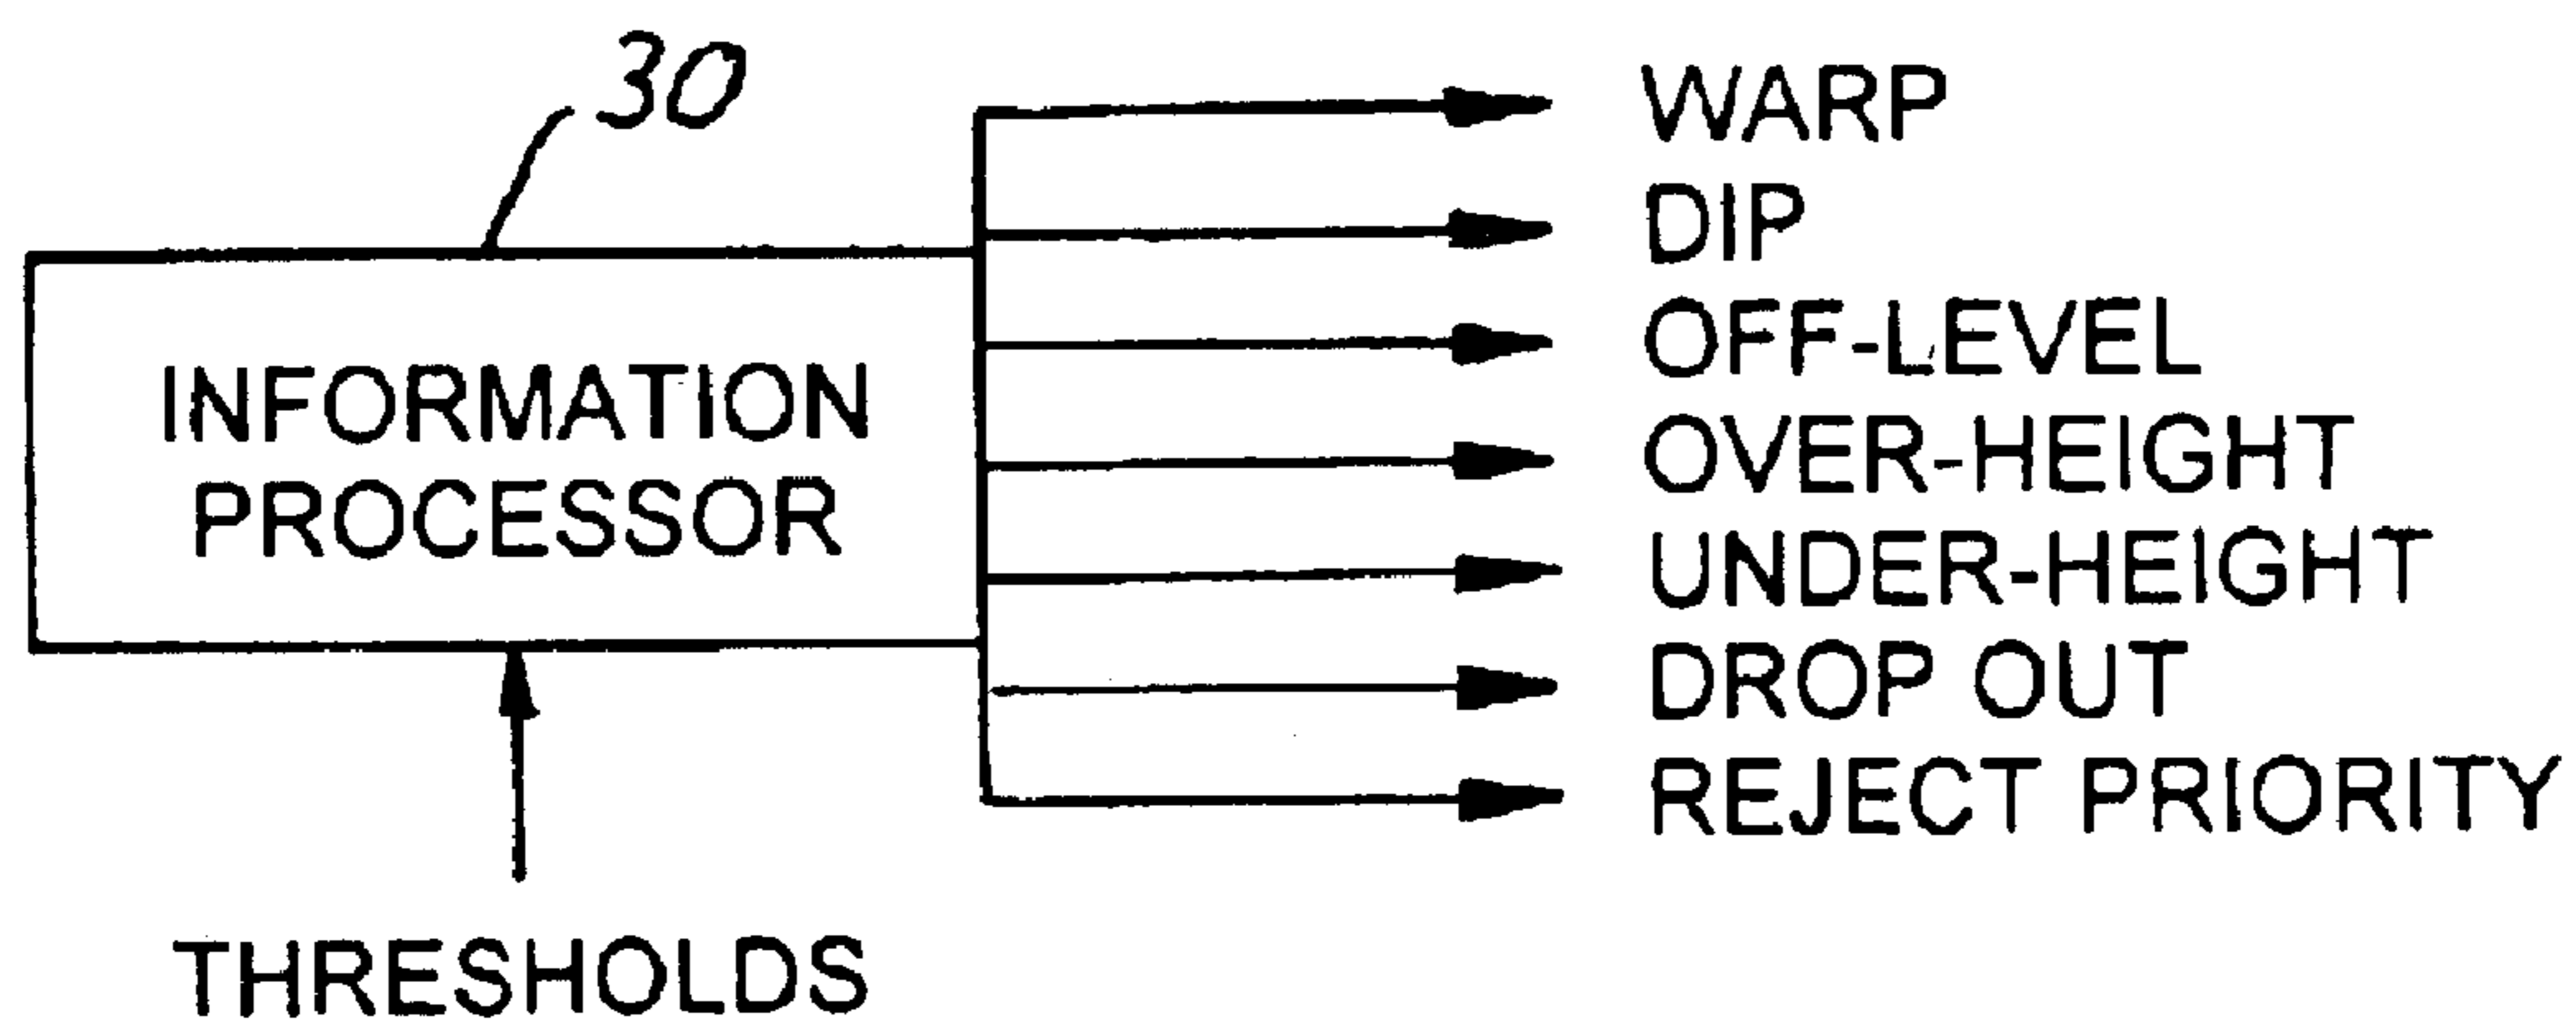 30
WARP
DIP
OFF-LEVEL
OVER-HEIGHT
UNDER-HEIGHT
DROP OUT
REJECT PRIORITY
INFORMATION
PROCESSOR
THRESHOLDS